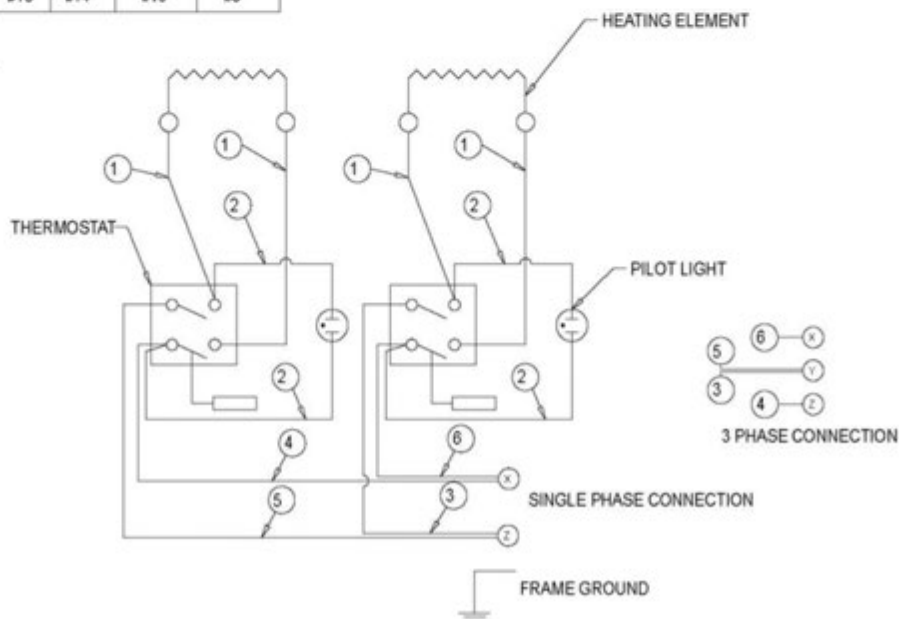 HEATING ELEMENT
1
1
1
1
2
2
THERMOSTAT
PILOT LIGHT
6 X
5
Y
3
4 Z
3 PHASE CONNECTION
2
2
4
6
X
SINGLE PHASE CONNECTION
5
3
Z
FRAME GROUND